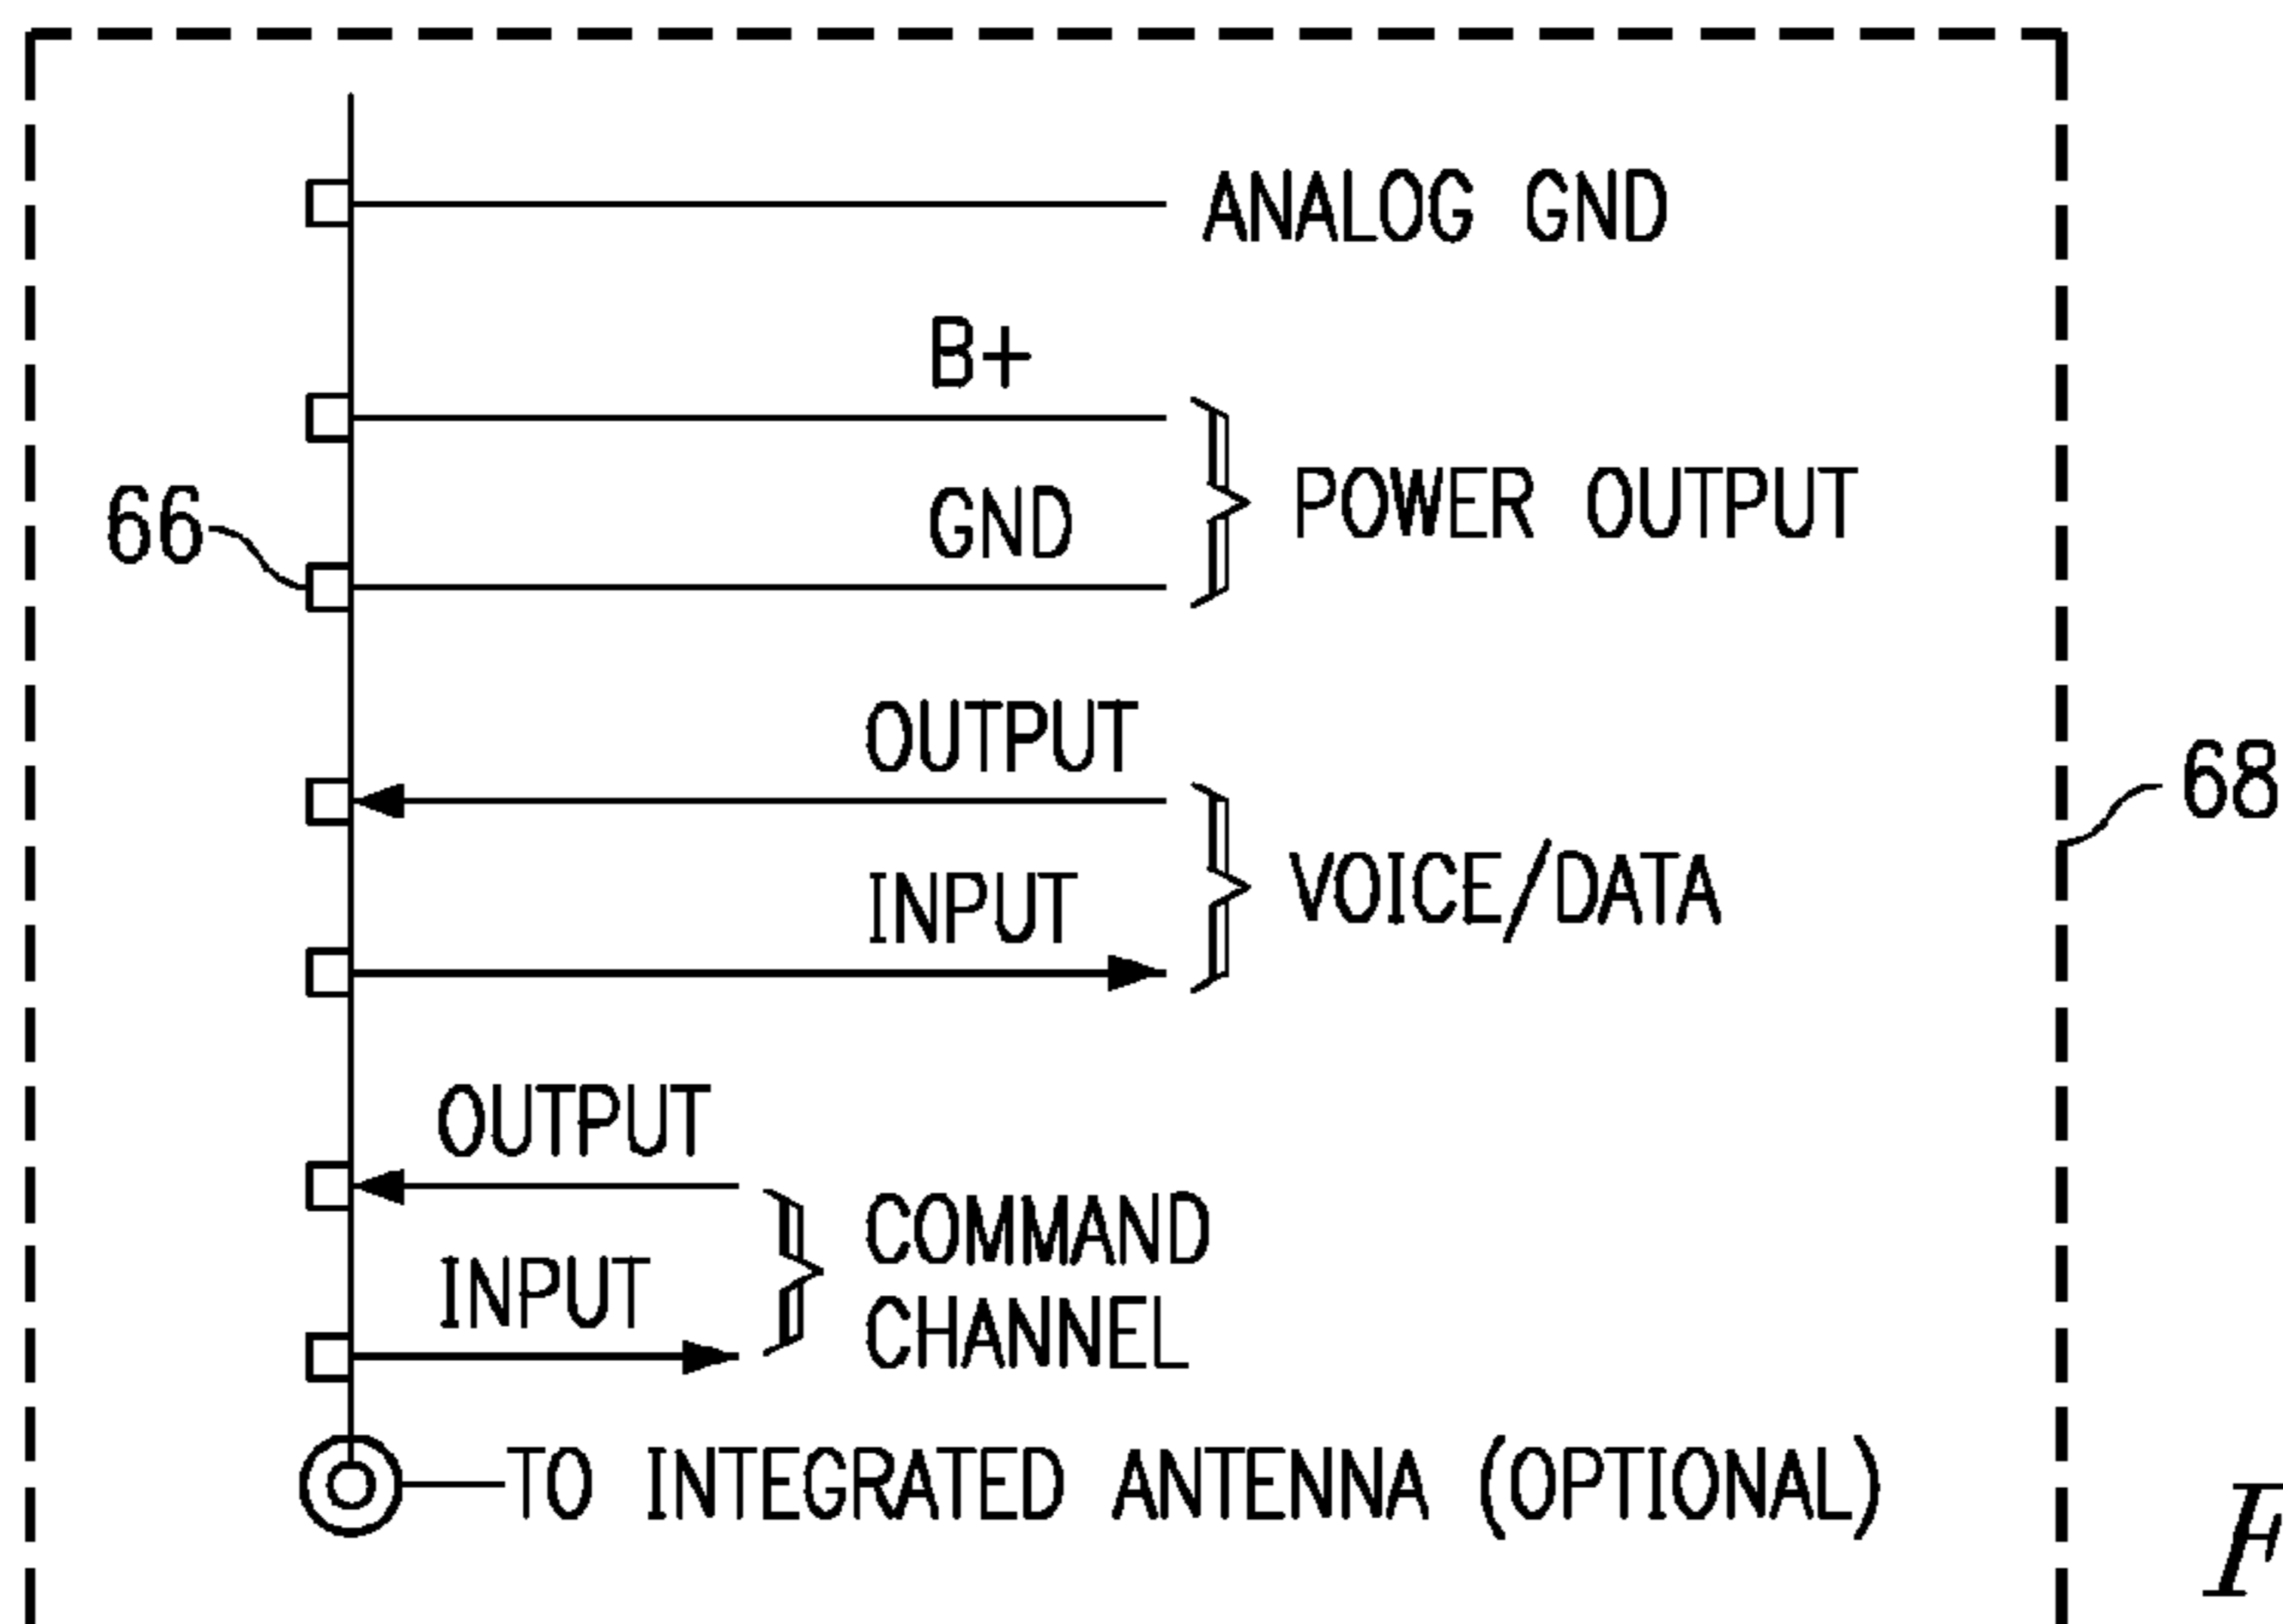 ANALOG GND
B+
66
GND
POWER OUTPUT
OUTPUT
68
INPUT
VOICE/DATA
OUTPUT
INPUT
COMMAND
CHANNEL
TO INTEGRATED ANTENNA (OPTIONAL)